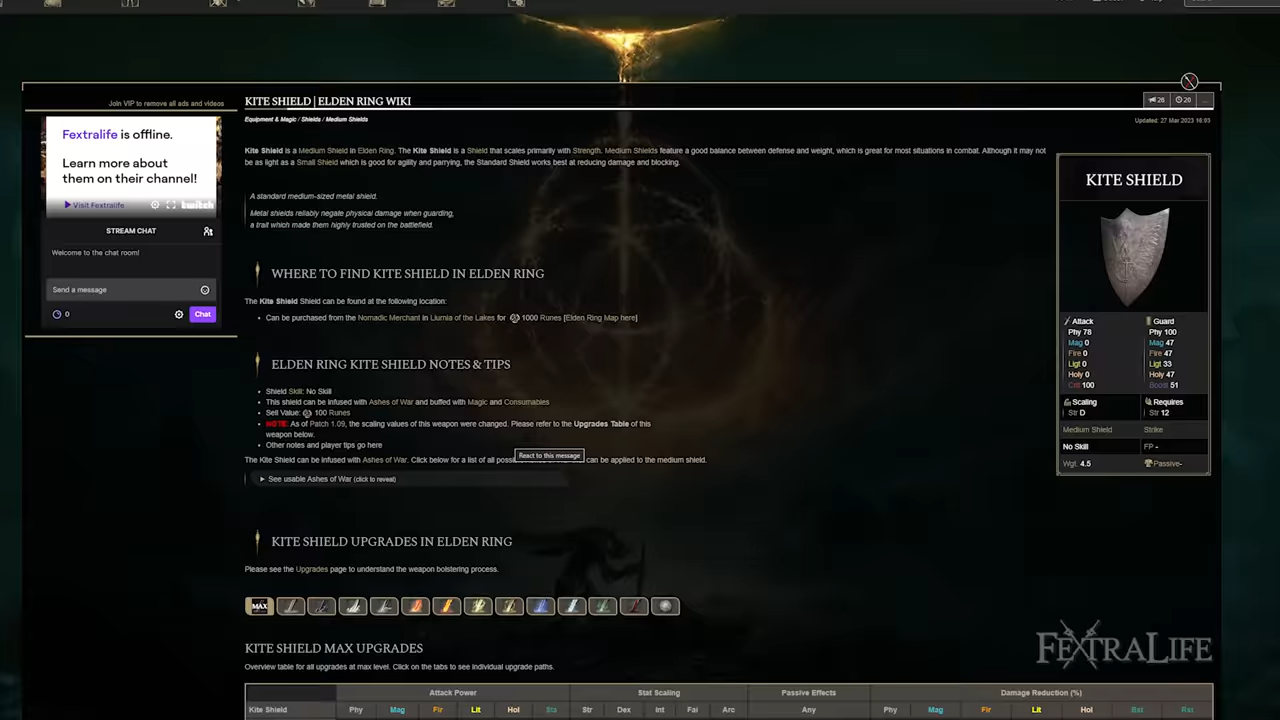 Join VIP to remove all ads and videos
Fextralife is offline.
Learn more about
them on their channel!
Visit Fextralife
twitch
STREAM CHAT
Welcome to the chat room!
Send a message
0
Chat
KITE SHIELD | ELDEN RING WIKI
26
20
...
Equipment & Magic / Shields / Medium Shields
Updated: 27 Mar 2023 16:03
Kite Shield is a Medium Shield in Elden Ring. The Kite Shield is a Shield that scales primarily with Strength. Medium Shields feature a good balance between defense and weight, which is great for most situations in combat. Although it may not
be as light as a Small Shield which is good for agility and parrying, the Standard Shield works best at reducing damage and blocking.
A standard medium-sized metal shield.
Metal shields reliably negate physical damage when guarding,
a trait which made them highly trusted on the battlefield.
WHERE TO FIND KITE SHIELD IN ELDEN RING
The Kite Shield Shield can be found at the following location:
• Can be purchased from the Nomadic Merchant in Liurnia of the Lakes for 1000 Runes [Elden Ring Map here]
ELDEN RING KITE SHIELD NOTES & TIPS
• Shield Skill: No Skill
• This shield can be infused with Ashes of War and buffed with Magic and Consumables
• Sell Value: 100 Runes
• NOTE: As of Patch 1.09, the scaling values of this weapon were changed. Please refer to the Upgrades Table of this
weapon below.
• Other notes and player tips go here
React to this message
The Kite Shield can be infused with Ashes of War. Click below for a list of all possi can be applied to the medium shield.
► See usable Ashes of War (click to reveal)
KITE SHIELD UPGRADES IN ELDEN RING
Please see the Upgrades page to understand the weapon bolstering process.
MAX
KITE SHIELD MAX UPGRADES
Overview table for all upgrades at max level. Click on the tabs to see individual upgrade paths.
Attack Power Stat Scaling Passive Effects Damage Reduction (%)
Kite Shield Phy Mag Fir Lit Hol Sta Str Dex Int Fai Arc Any Phy Mag Fir Lit Hol Bst Rst
KITE SHIELD
Attack Guard
Phy 78 Phy 100
Mag 0 Mag 47
Fire 0 Fire 47
Ligt 0 Ligt 33
Holy 0 Holy 47
Crit 100 Boost 51
Scaling Requires
Str D Str 12
Medium Shield Strike
No Skill FP -
Wgt. 4.5 Passive-
FEXTRALIFE